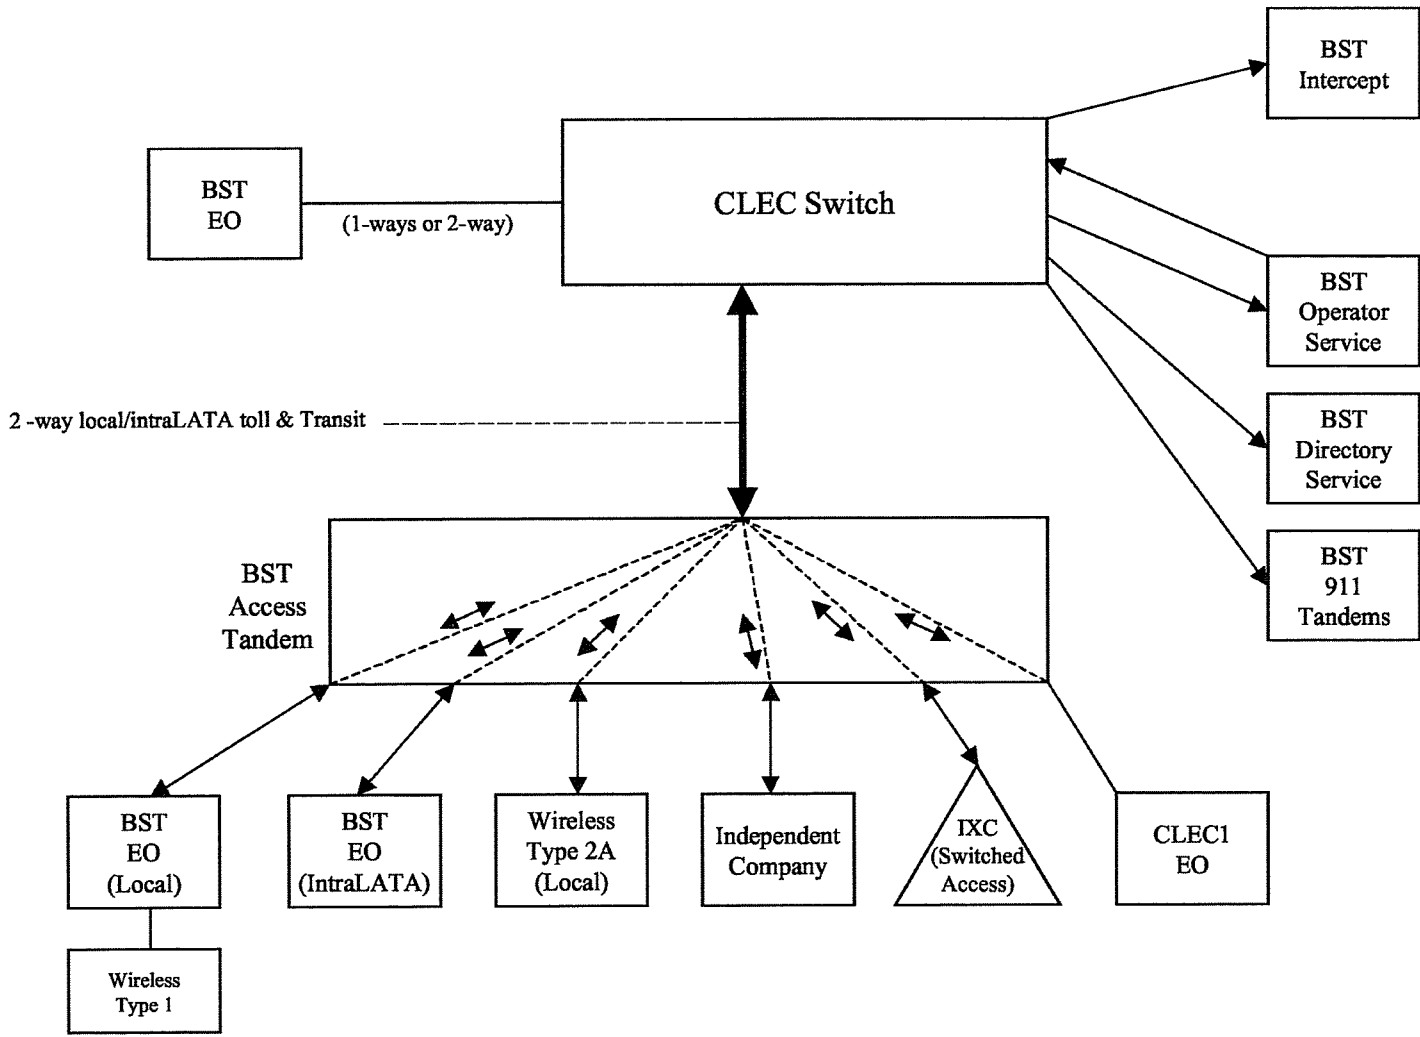 BST
Intercept
BST
EO
(1-ways or 2-way)
CLEC Switch
BST
Operator
Service
2 -way local/intraLATA toll & Transit
BST
Directory
Service
BST
911
Tandems
BST
Access
Tandem
BST
EO
(Local)
BST
EO
(IntraLATA)
Wireless
Type 2A
(Local)
Independent
Company
IXC
(Switched
Access)
CLEC1
EO
Wireless
Type 1